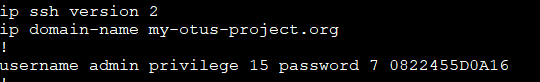 ip ssh version 2
ip domain-name my-otus-project.org
!
username admin privilege 15 password 7 0822455D0A16